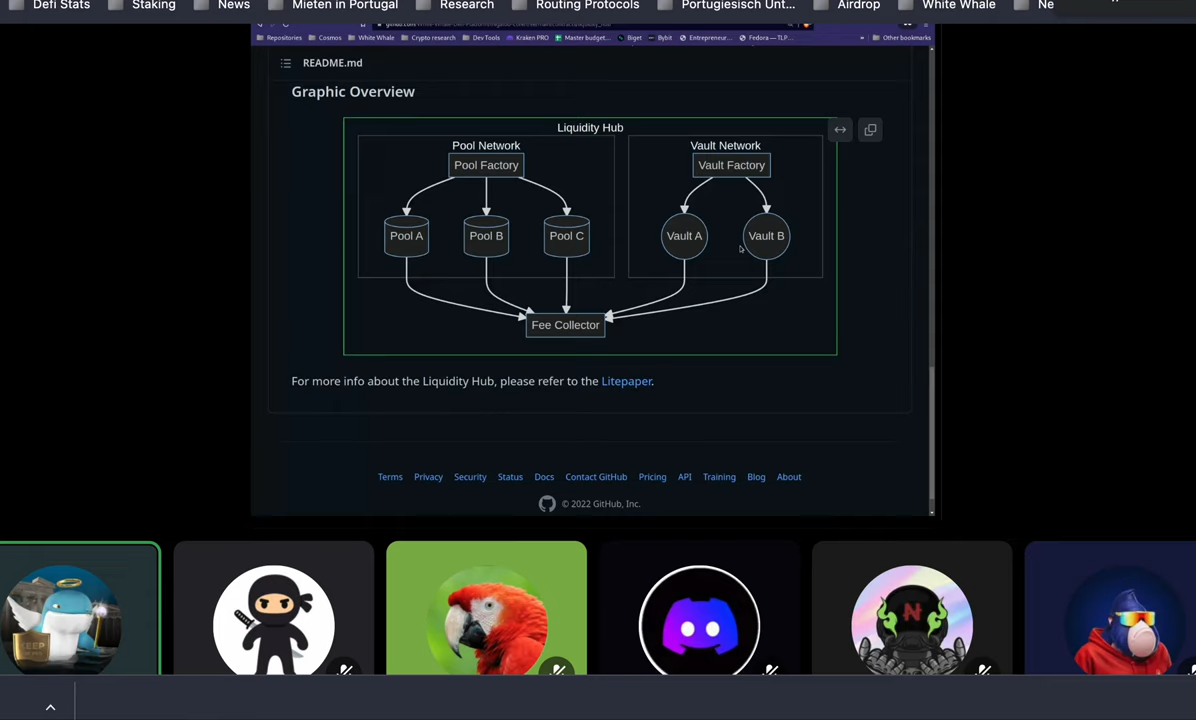 Defi Stats Staking News Mieten in Portugal Research Routing Protocols Portugiesisch Unt... Airdrop White Whale Ne
Repositories Cosmos White Whale Crypto research Dev Tools Kraken PRO Master budget... Biget Bybit Entrepreneur... Fedora — TLP... » Other bookmarks
README.md
Graphic Overview
Liquidity Hub
Pool Network Vault Network
Pool Factory Vault Factory
Pool A Pool B Pool C Vault A Vault B
Fee Collector
For more info about the Liquidity Hub, please refer to the Litepaper.
Terms Privacy Security Status Docs Contact GitHub Pricing API Training Blog About
© 2022 GitHub, Inc.
N